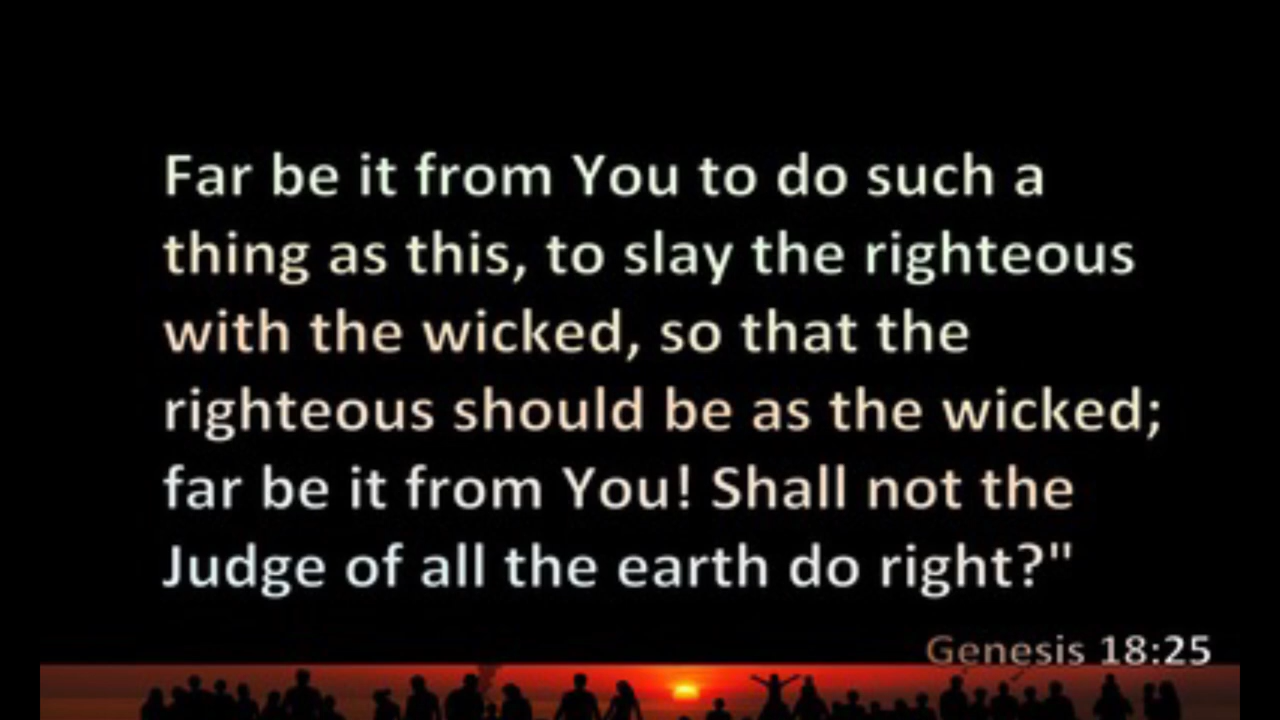 Far be it from You to do such a
thing as this, to slay the righteous
with the wicked, so that the
righteous should be as the wicked;
far be it from You! Shall not the
Judge of all the earth do right?"
Genesis 18:25